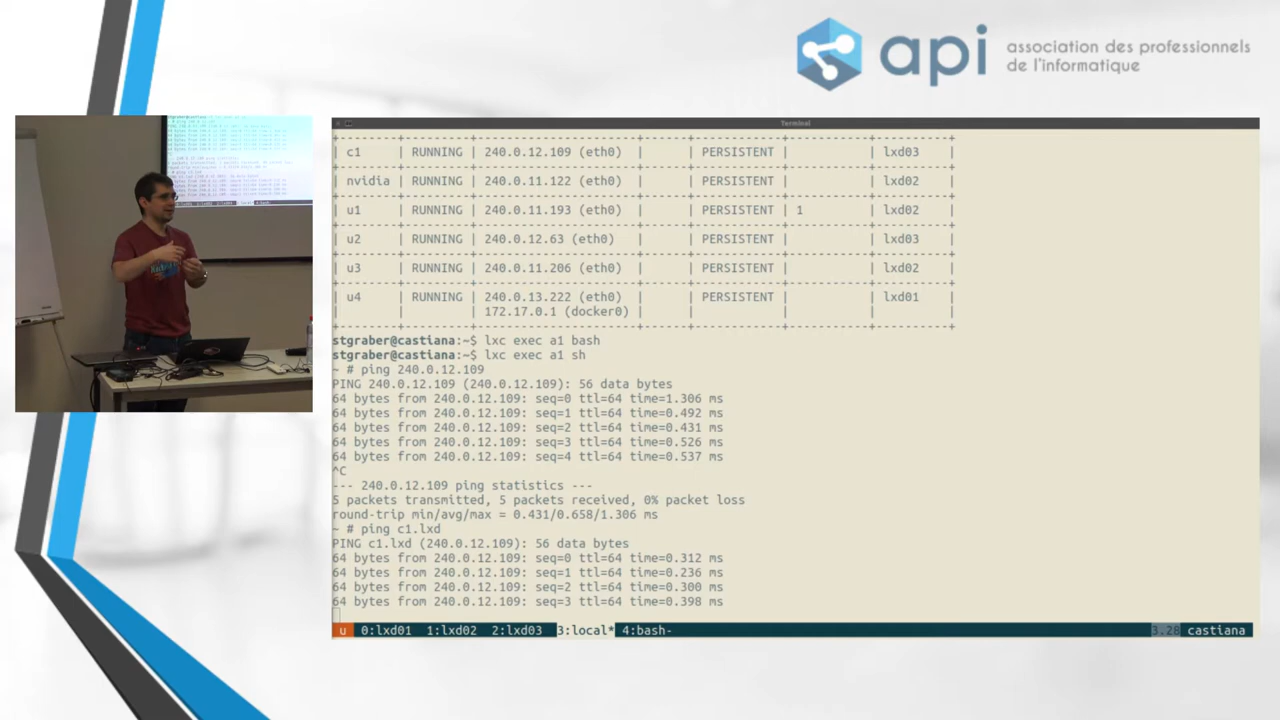 api association des professionnels
de l'informatique
Terminal
| c1 | RUNNING | 240.0.12.109 (eth0) | | PERSISTENT | | lxd03 |
| nvidia | RUNNING | 240.0.11.122 (eth0) | | PERSISTENT | | lxd02 |
| u1 | RUNNING | 240.0.11.193 (eth0) | | PERSISTENT | 1 | lxd02 |
| u2 | RUNNING | 240.0.12.63 (eth0) | | PERSISTENT | | lxd03 |
| u3 | RUNNING | 240.0.11.206 (eth0) | | PERSISTENT | | lxd02 |
| u4 | RUNNING | 240.0.13.222 (eth0) | | PERSISTENT | | lxd01 |
| | | 172.17.0.1 (docker0) | | | | |
stgraber@castiana:~$ lxc exec a1 bash
stgraber@castiana:~$ lxc exec a1 sh
~ # ping 240.0.12.109
PING 240.0.12.109 (240.0.12.109): 56 data bytes
64 bytes from 240.0.12.109: seq=0 ttl=64 time=1.306 ms
64 bytes from 240.0.12.109: seq=1 ttl=64 time=0.492 ms
64 bytes from 240.0.12.109: seq=2 ttl=64 time=0.431 ms
64 bytes from 240.0.12.109: seq=3 ttl=64 time=0.526 ms
64 bytes from 240.0.12.109: seq=4 ttl=64 time=0.537 ms
^C
--- 240.0.12.109 ping statistics ---
5 packets transmitted, 5 packets received, 0% packet loss
round-trip min/avg/max = 0.431/0.658/1.306 ms
~ # ping c1.lxd
PING c1.lxd (240.0.12.109): 56 data bytes
64 bytes from 240.0.12.109: seq=0 ttl=64 time=0.312 ms
64 bytes from 240.0.12.109: seq=1 ttl=64 time=0.236 ms
64 bytes from 240.0.12.109: seq=2 ttl=64 time=0.300 ms
64 bytes from 240.0.12.109: seq=3 ttl=64 time=0.398 ms
u 0:lxd01 1:lxd02 2:lxd03 3:local* 4:bash- 3.28 castiana